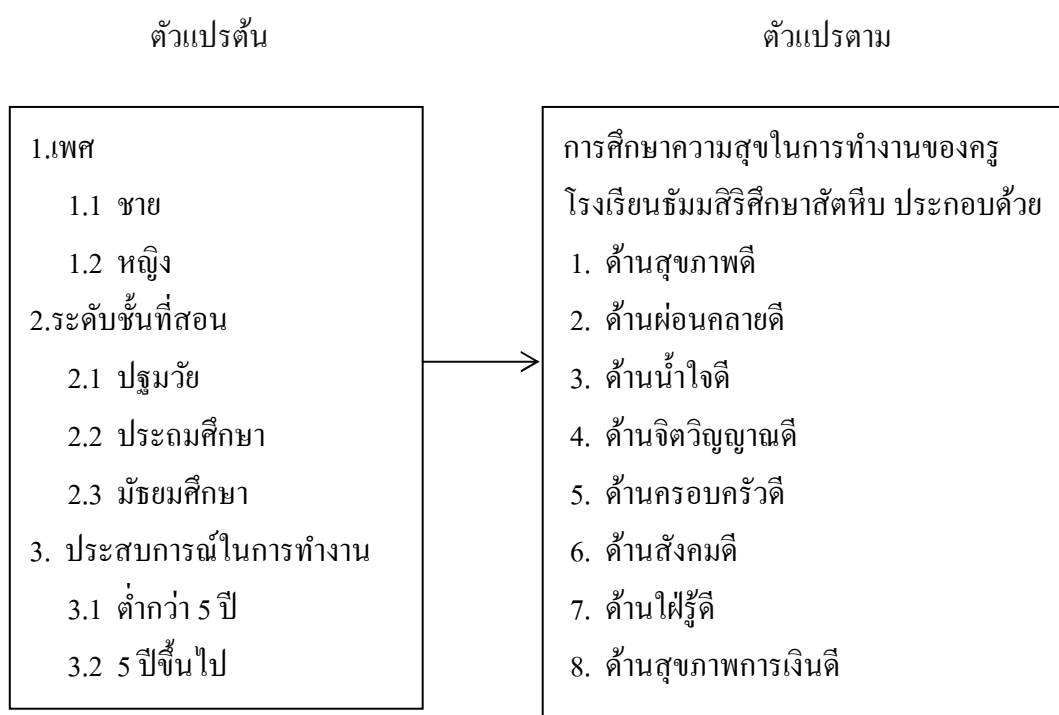 ตัวแปรต้น
ตัวแปรตาม
1.เพศ
1.1 ชาย
1.2 หญิง
2.ระดับชั้นที่สอน
2.1 ปฐมวัย
2.2 ประถมศึกษา
2.3 มัธยมศึกษา
3. ประสบการณ์ในการทำงาน
3.1 ต่ำกว่า 5 ปี
3.2 5 ปีขึ้นไป
การศึกษาความสุขในการทำงานของครู
โรงเรียนธัมมสิริศึกษาสัตหีบ ประกอบด้วย
1. ด้านสุขภาพดี
2. ด้านผ่อนคลายดี
3. ด้านน้ำใจดี
4. ด้านจิตวิญญาณดี
5. ด้านครอบครัวดี
6. ด้านสังคมดี
7. ด้านใฝ่รู้ดี
8. ด้านสุขภาพการเงินดี